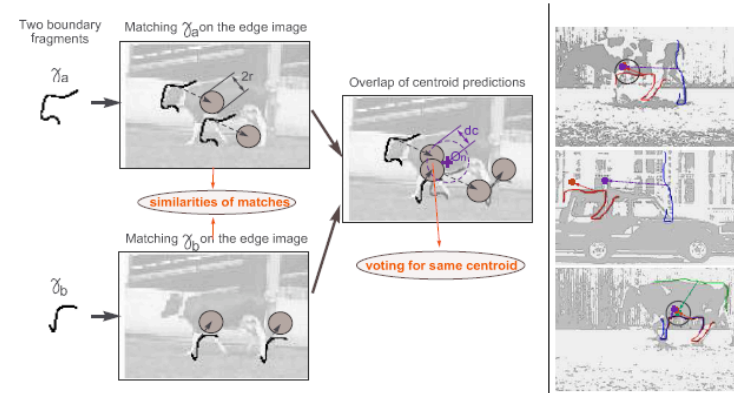 Two boundary
fragments
Matching γa on the edge image
γa
2r
Overlap of centroid predictions
dc
On
similarities of matches
Matching γb on the edge image
γb
voting for same centroid